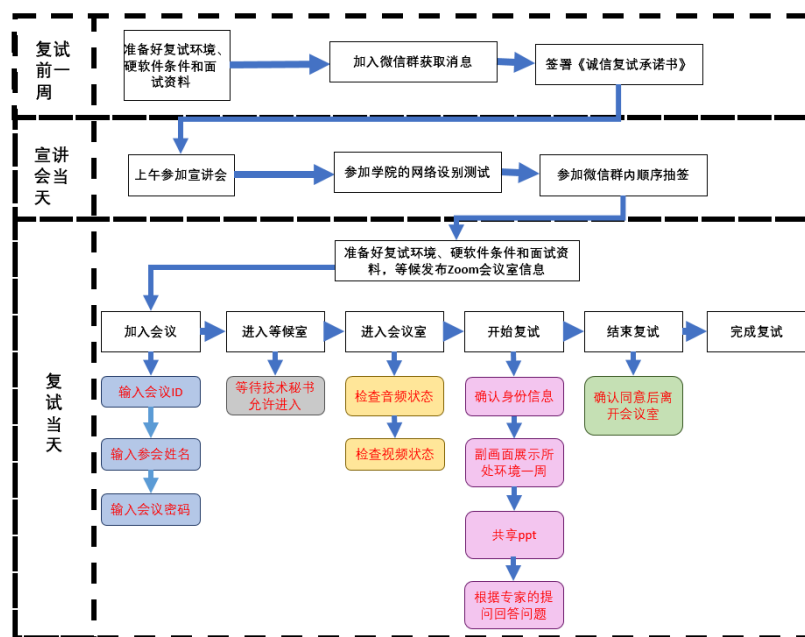 复试
前一
周
准备好复试环境、
硬软件条件和面
试资料
加入微信群获取消息
签署《诚信复试承诺书》
宣讲
会当
天
上午参加宣讲会
参加学院的网络设别测试
参加微信群内顺序抽签
复
试
当
天
准备好复试环境、硬软件条件和面试资
料，等候发布Zoom会议室信息
加入会议
进入等候室
进入会议室
开始复试
结束复试
完成复试
输入会议ID
输入参会姓名
输入会议密码
等待技术秘书
允许进入
检查音频状态
检查视频状态
确认身份信息
副画面展示所
处环境一周
共享ppt
根据专家的提
问回答问题
确认同意后离
开会议室